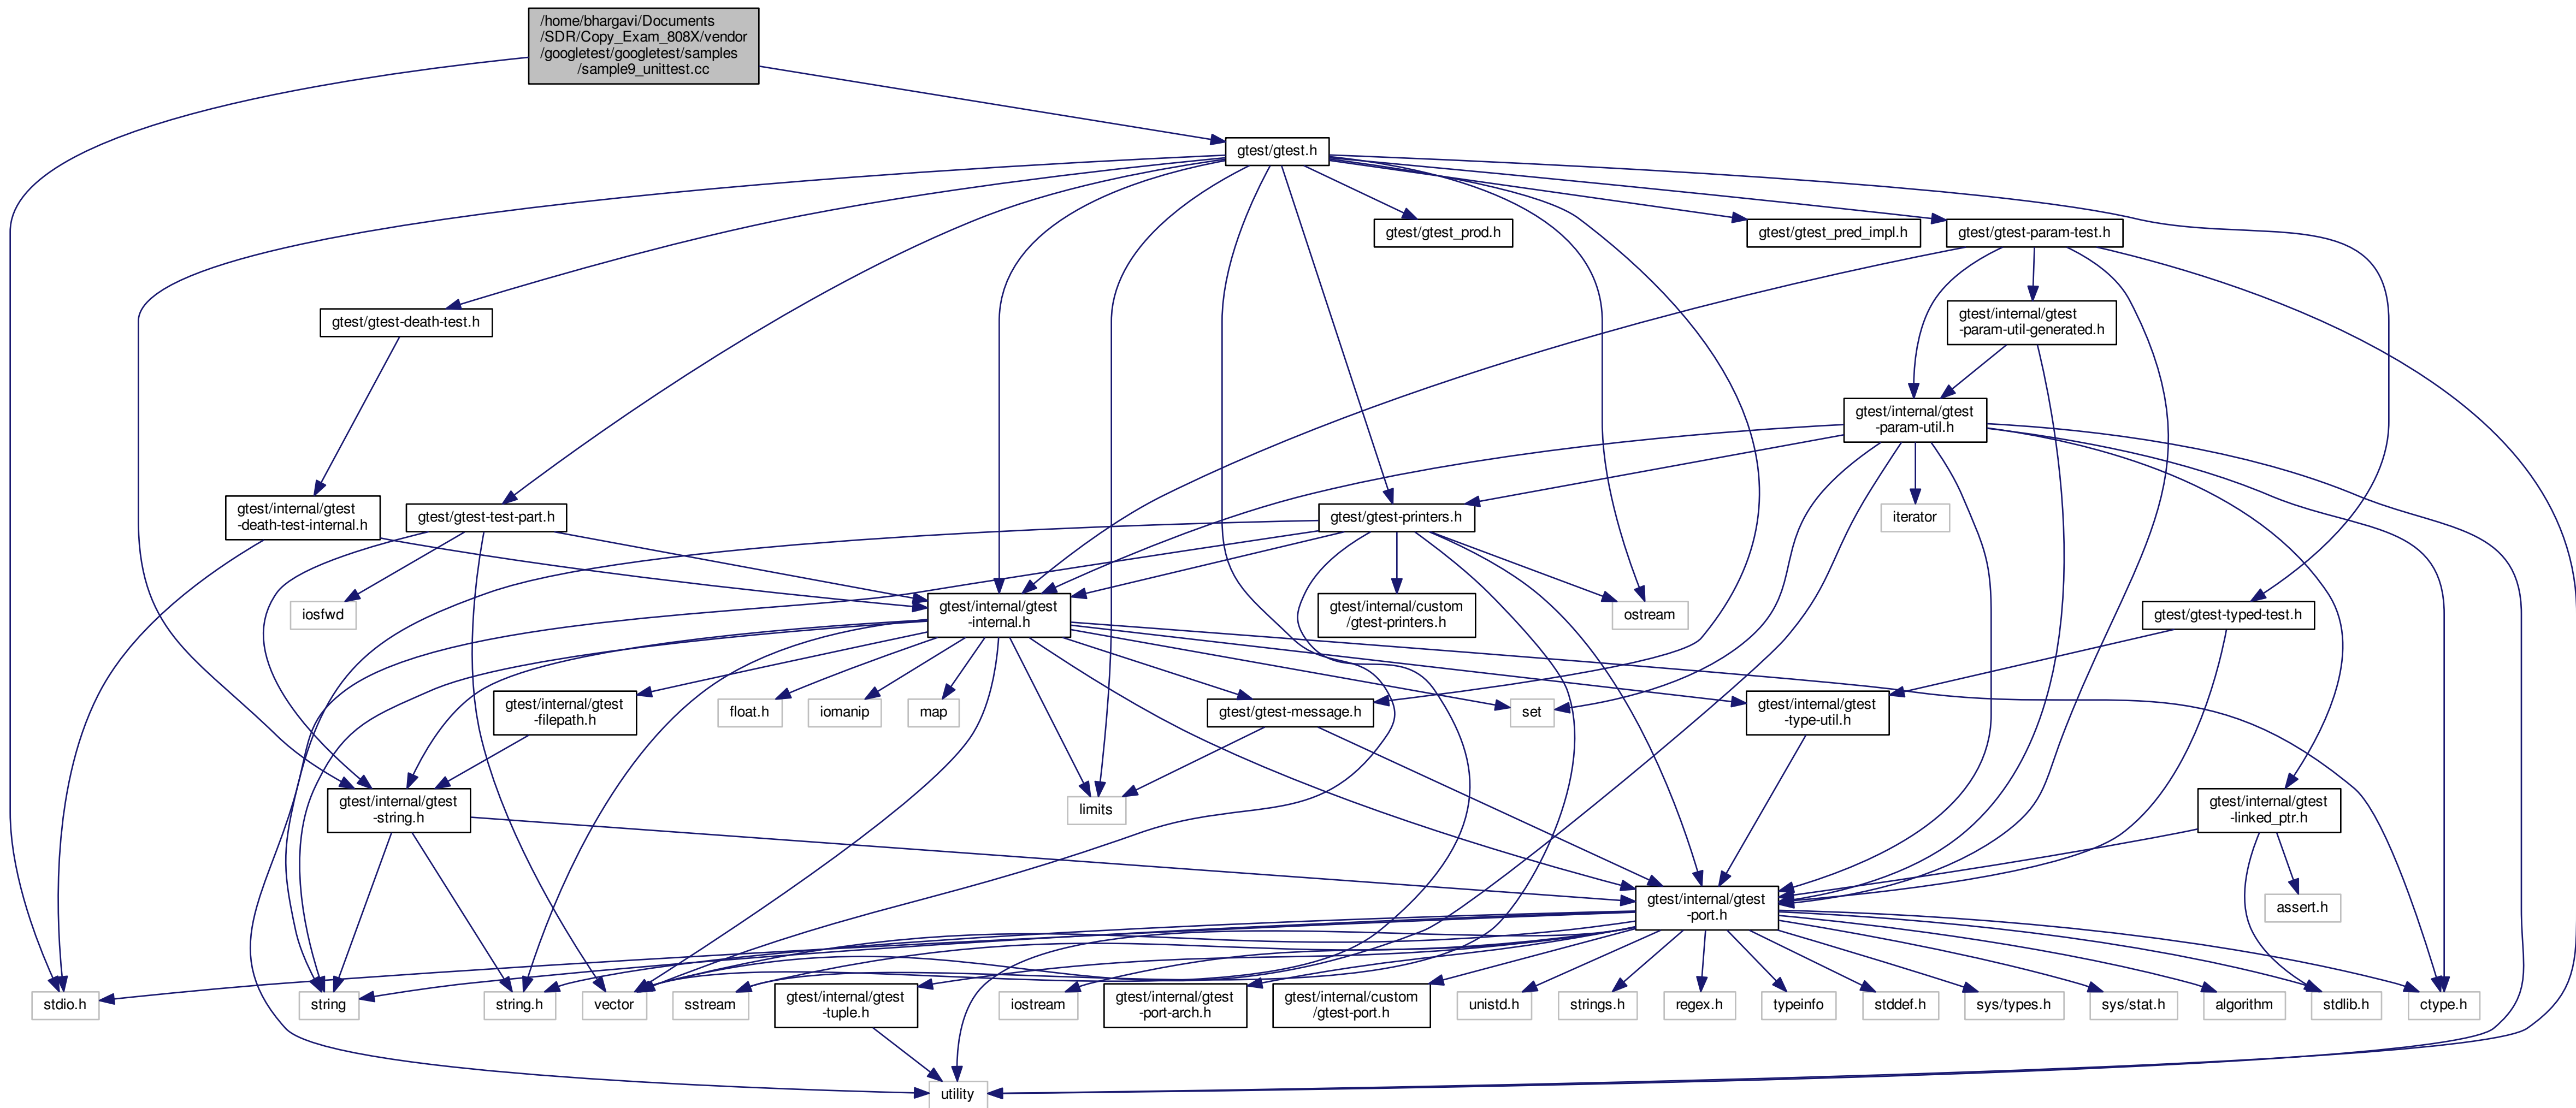 /home/bhargavi/Documents
/SDR/Copy_Exam_808X/vendor
/googletest/googletest/samples
/sample9_unittest.cc
gtest/gtest.h
gtest/gtest_prod.h
gtest/gtest_pred_impl.h
gtest/gtest-param-test.h
gtest/gtest-death-test.h
gtest/internal/gtest
-param-util-generated.h
gtest/internal/gtest
-param-util.h
gtest/internal/gtest
-death-test-internal.h
gtest/gtest-test-part.h
gtest/gtest-printers.h
iterator
iosfwd
gtest/internal/gtest
-internal.h
gtest/internal/custom
/gtest-printers.h
ostream
gtest/gtest-typed-test.h
gtest/internal/gtest
-filepath.h
float.h
iomanip
map
gtest/gtest-message.h
set
gtest/internal/gtest
-type-util.h
gtest/internal/gtest
-string.h
limits
gtest/internal/gtest
-linked_ptr.h
gtest/internal/gtest
-port.h
assert.h
stdio.h
string
string.h
vector
sstream
gtest/internal/gtest
-tuple.h
iostream
gtest/internal/gtest
-port-arch.h
gtest/internal/custom
/gtest-port.h
unistd.h
strings.h
regex.h
typeinfo
stddef.h
sys/types.h
sys/stat.h
algorithm
stdlib.h
ctype.h
utility